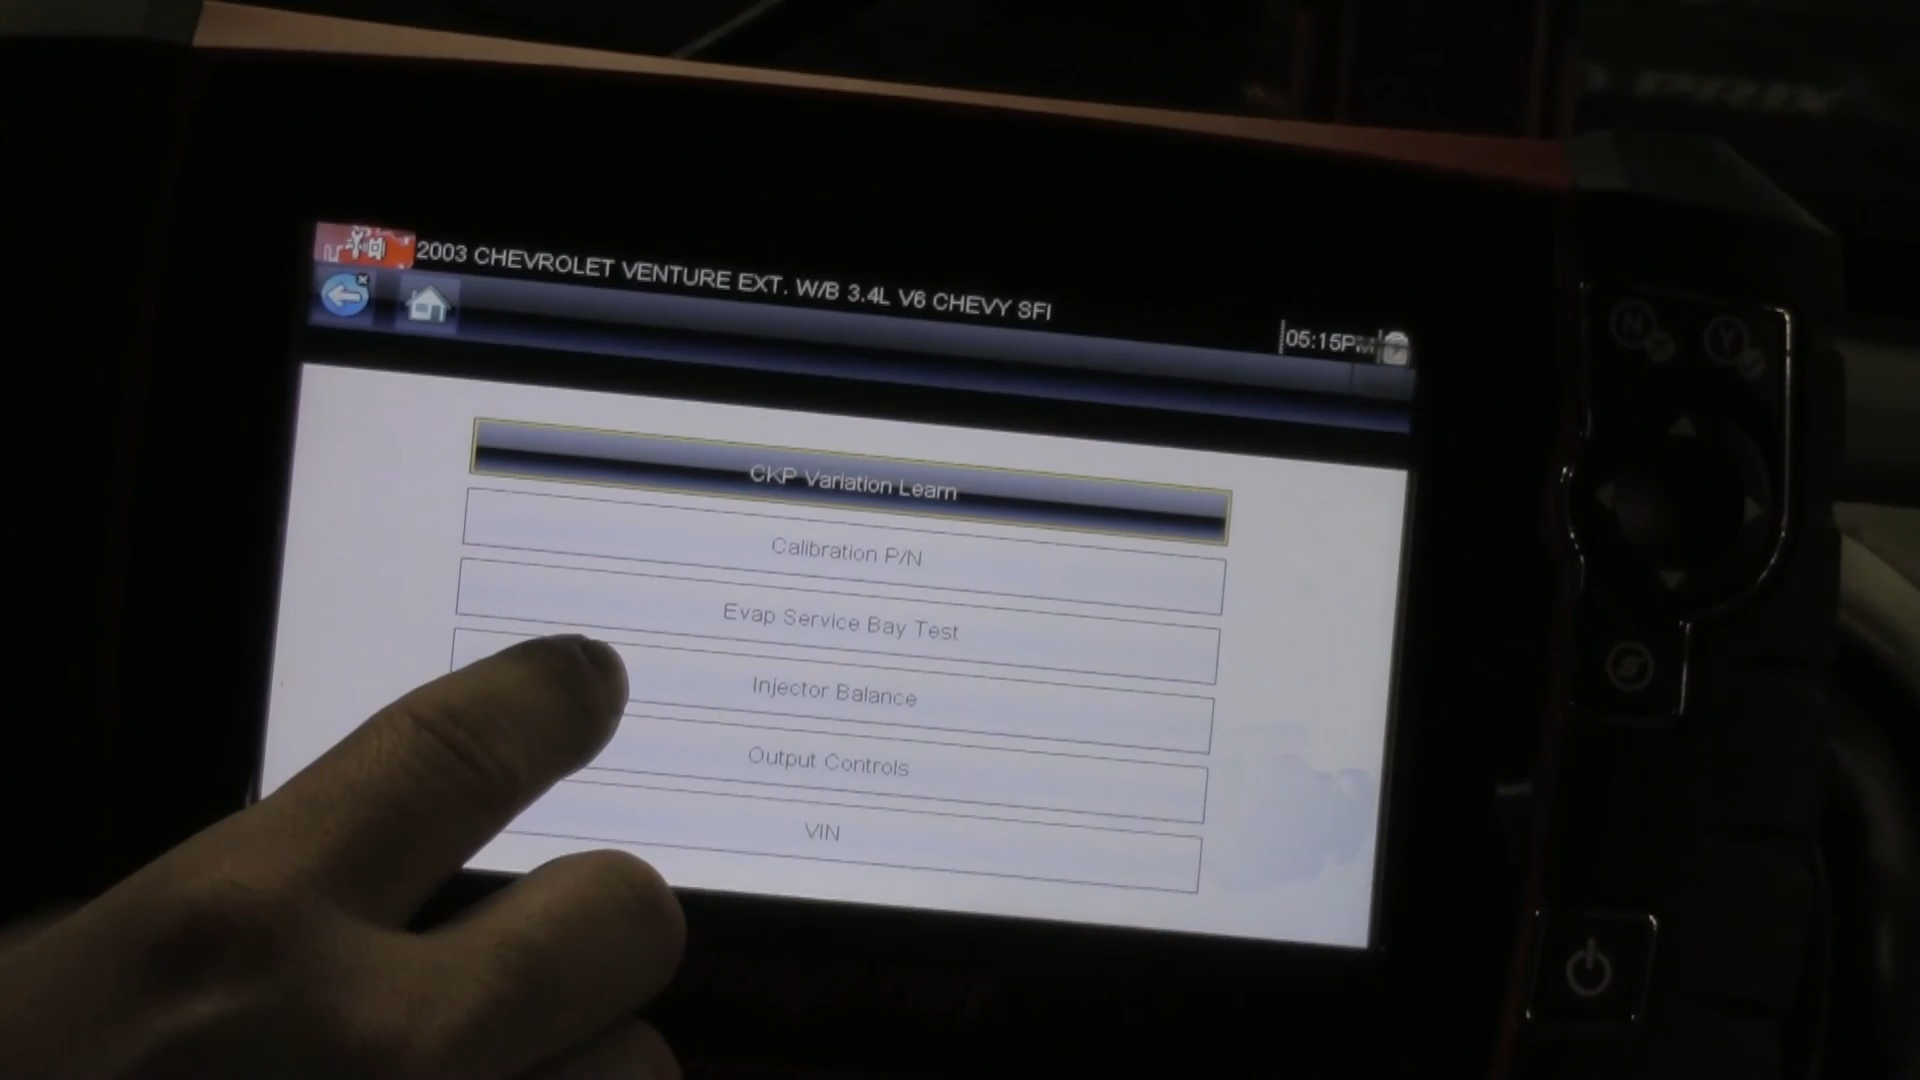 2003 CHEVROLET VENTURE EXT. W/B 3.4L V6 CHEVY SFI
05:15PM
CKP Variation Learn
Calibration P/N
Evap Service Bay Test
Injector Balance
Output Controls
VIN
N
Y
PRIX